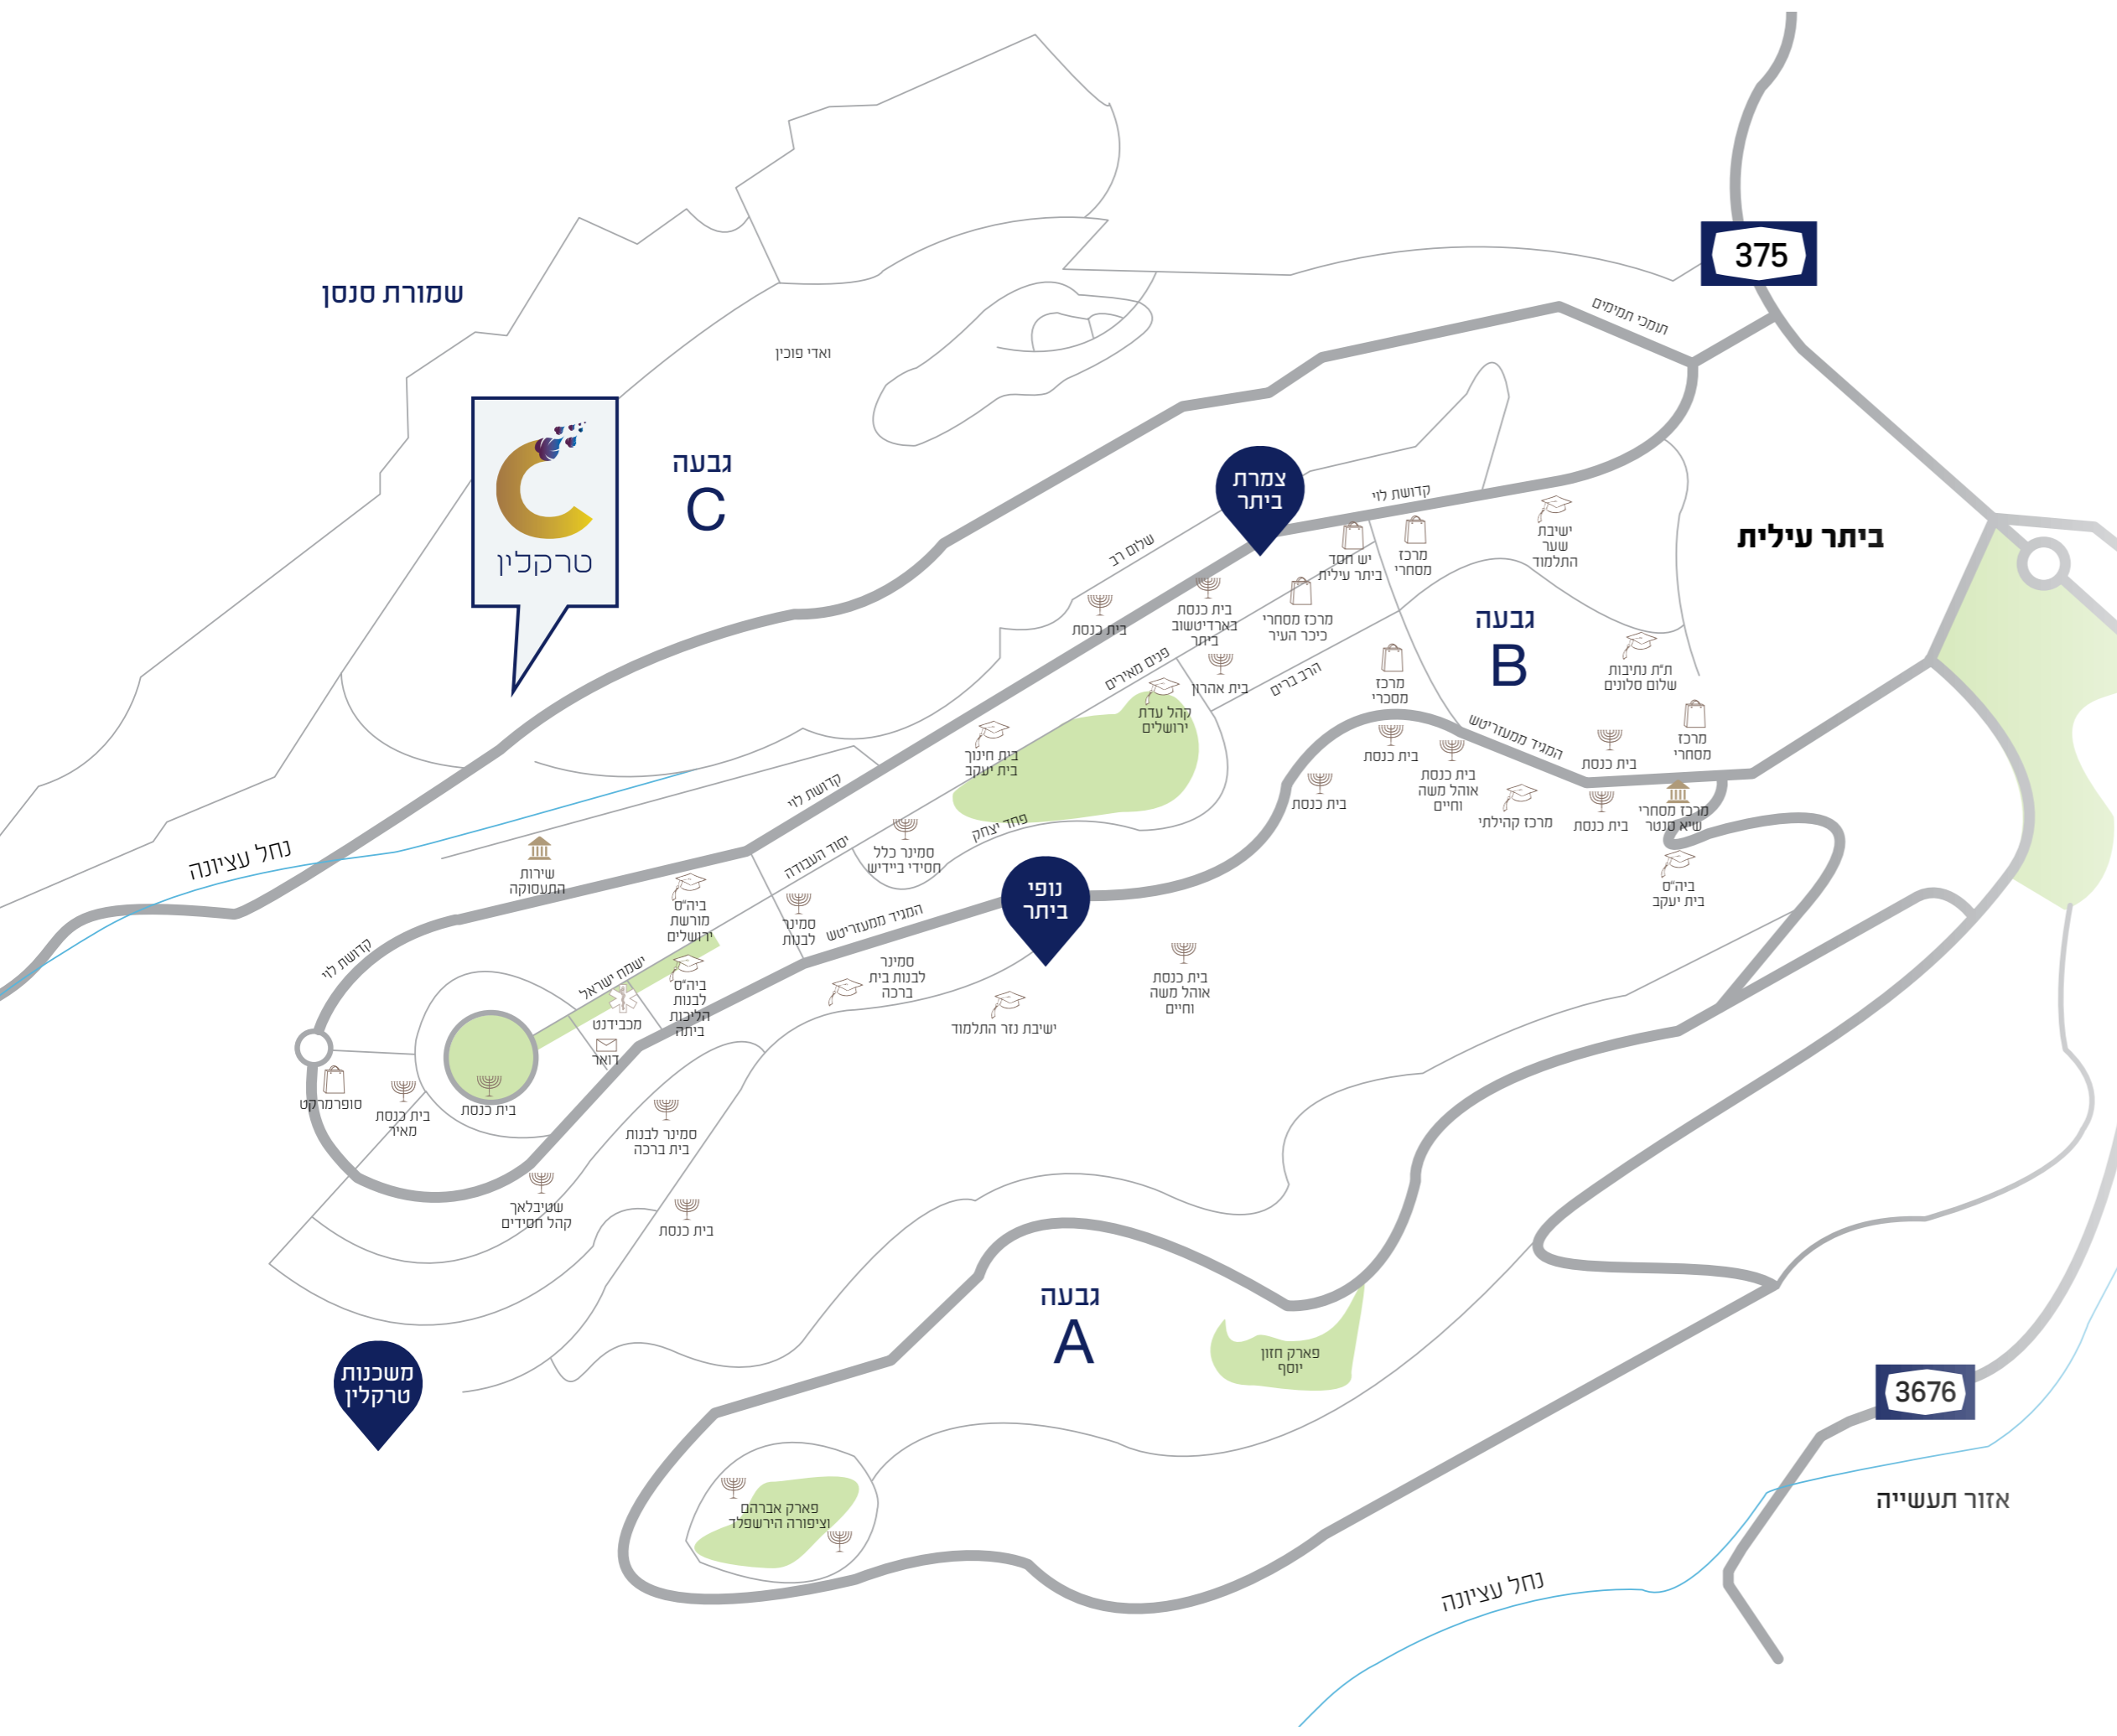 375
תומכי תמימים
שמורת סנסן
ואדי פוכין
גבעה
C
טרקלין
צמרת
ביתר
קדושת לוי
שלום רב
יש חסד
ביתר עילית
מרכז
מסחרי
ישיבת
שער
התלמוד
ביתר עילית
בית כנסת
בית כנסת
בארדיטשוב
ביתר
מרכז מסחרי
כיכר העיר
גבעה
B
פנים מאירים
בית אהרון
הרב ברים
מרכז
מסכרי
ת״ת נתיבות
שלום סלונים
קהל עדת
ירושלים
בית חינוך
בית יעקב
המגיד ממעזריטש
מרכז
מסחרי
בית כנסת
בית כנסת
בית כנסת
אוהל משה
וחיים
בית כנסת
מרכז קהילתי
בית כנסת
מרכז מסחרי
שיא סנטר
ביה״ס
בית יעקב
קדושת לוי
פחד יצחק
יסוד העבודה
סמינר כלל
חסידי ביידיש
נחל עציונה
שירות
התעסוקה
ביה״ס
מורשת
ירושלים
סמינר
לבנות
המגיד ממעזריטש
נופי
ביתר
קדושת לוי
ישמח ישראל
ביה״ס
לבנות
הליכות
ביתה
סמינר
לבנות בית
ברכה
ישיבת נזר התלמוד
בית כנסת
אוהל משה
וחיים
מכבידנט
דואר
סופרמרקט
בית כנסת
מאיר
בית כנסת
סמינר לבנות
בית ברכה
שטיבלאך
קהל חסידים
בית כנסת
גבעה
A
פארק חזון
יוסף
משכנות
טרקלין
3676
אזור תעשייה
פארק אברהם
וציפורה הירשפלד
נחל עציונה